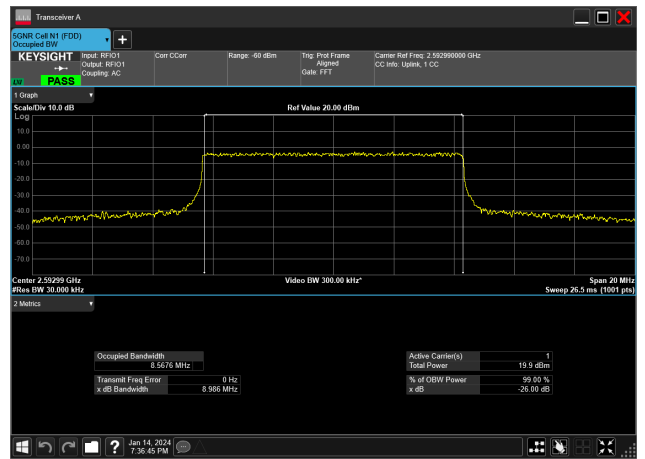 Transceiver A
5GNR Cell N1 (FDD)
Occupied BW
KEYSIGHT
PASS
Input: RFIO1
Output: RFIO1
Coupling: AC
Corr CCorr
Range: -60 dBm
Trig: Prot Frame
Aligned
Gate: FFT
Carrier Ref Freq: 2.592990000 GHz
CC Info: Uplink, 1 CC
1 Graph
Scale/Div 10.0 dB
Ref Value 20.00 dBm
Log
10.0
0.00
-10.0
-20.0
-30.0
-40.0
-50.0
-60.0
-70.0
Center 2.59299 GHz
Video BW 300.00 kHz*
Span 20 MHz
#Res BW 30.000 kHz
Sweep 26.5 ms (1001 pts)
2 Metrics
Occupied Bandwidth
8.5676 MHz
Transmit Freq Error 0 Hz
x dB Bandwidth 8.986 MHz
Active Carrier(s) 1
Total Power 19.9 dBm
% of OBW Power 99.00 %
x dB -26.00 dB
Jan 14, 2024
7:36:45 PM